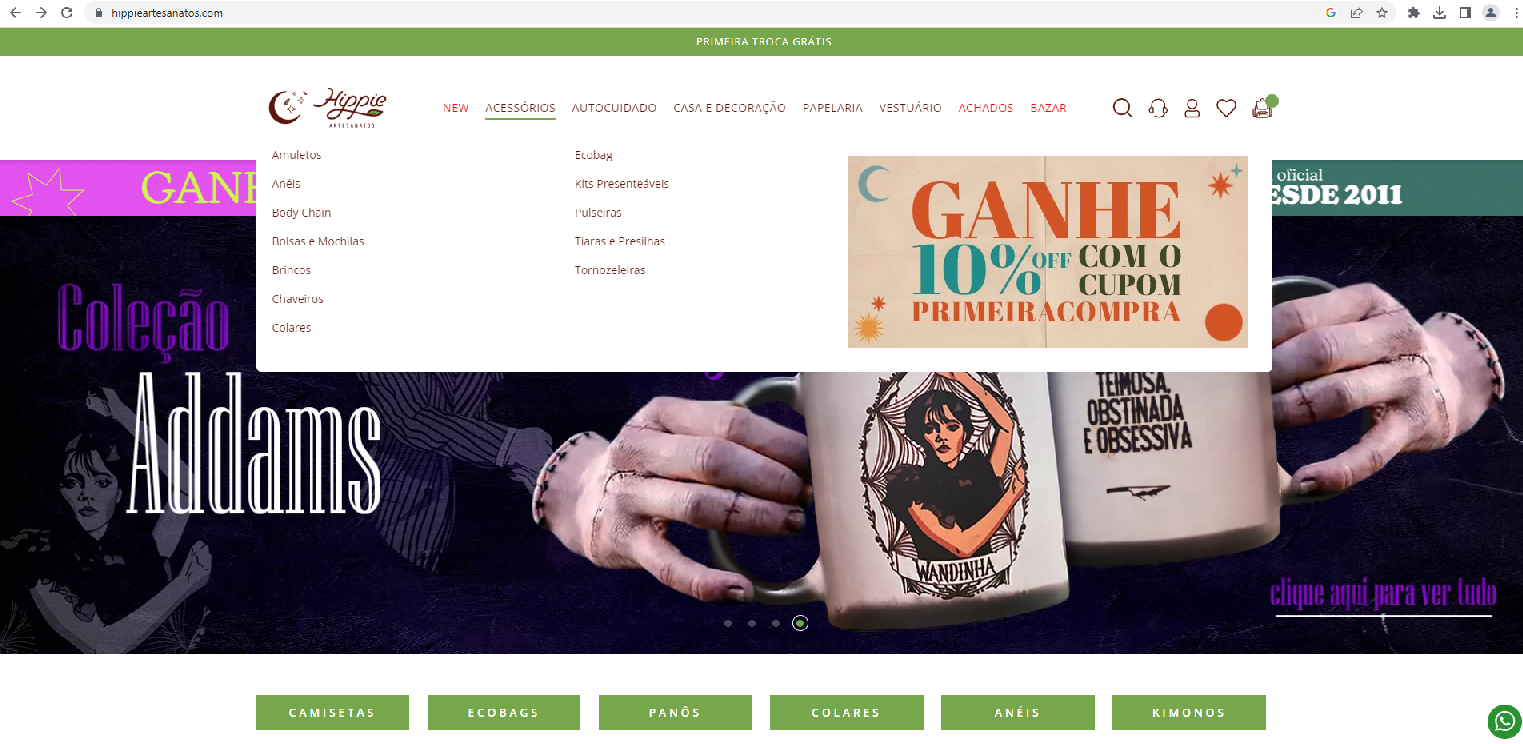 hippieartesanatos.com
PRIMEIRA TROCA GRÁTIS
Hippie
ARTESANATOS
NEW ACESSÓRIOS AUTOCUIDADO CASA E DECORAÇÃO PAPELARIA VESTUÁRIO ACHADOS BAZAR
Amuletos
Anéis
Body Chain
Bolsas e Mochilas
Brincos
Chaveiros
Colares
Ecobag
Kits Presenteáveis
Pulseiras
Tiaras e Presilhas
Tornozeleiras
GANHE
10% OFF COM O
CUPOM
PRIMEIRACOMPRA
oficial
DESDE 2011
Coleção
Addams
WANDINHA
TEIMOSA,
OBSTINADA
E OBSESSIVA
clique aqui para ver tudo
CAMISETAS ECOBAGS PANÔS COLARES ANÉIS KIMONOS